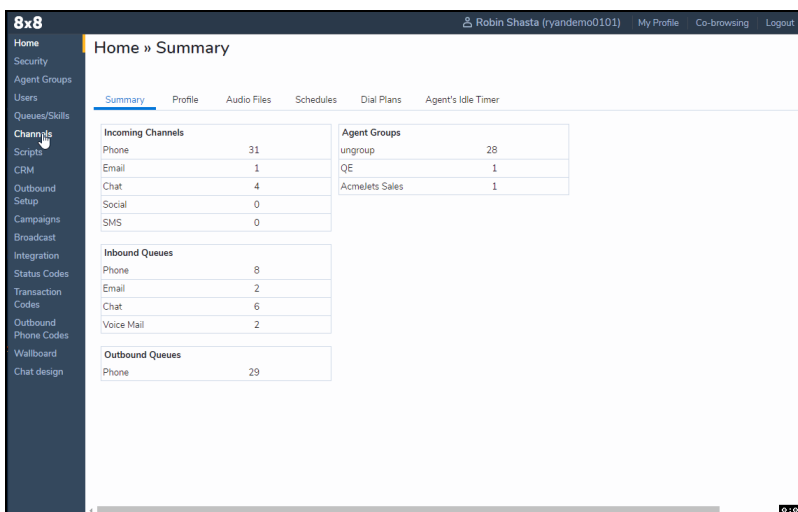 8x8
Robin Shasta (ryandemo0101) My Profile Co-browsing Logout
Home
Security
Agent Groups
Users
Queues/Skills
Channels
Scripts
CRM
Outbound
Setup
Campaigns
Broadcast
Integration
Status Codes
Transaction
Codes
Outbound
Phone Codes
Wallboard
Chat design
Home » Summary
Summary Profile Audio Files Schedules Dial Plans Agent's Idle Timer
Incoming Channels
Phone 31
Email 1
Chat 4
Social 0
SMS 0
Agent Groups
ungroup 28
QE 1
AcmeJets Sales 1
Inbound Queues
Phone 8
Email 2
Chat 6
Voice Mail 2
Outbound Queues
Phone 29